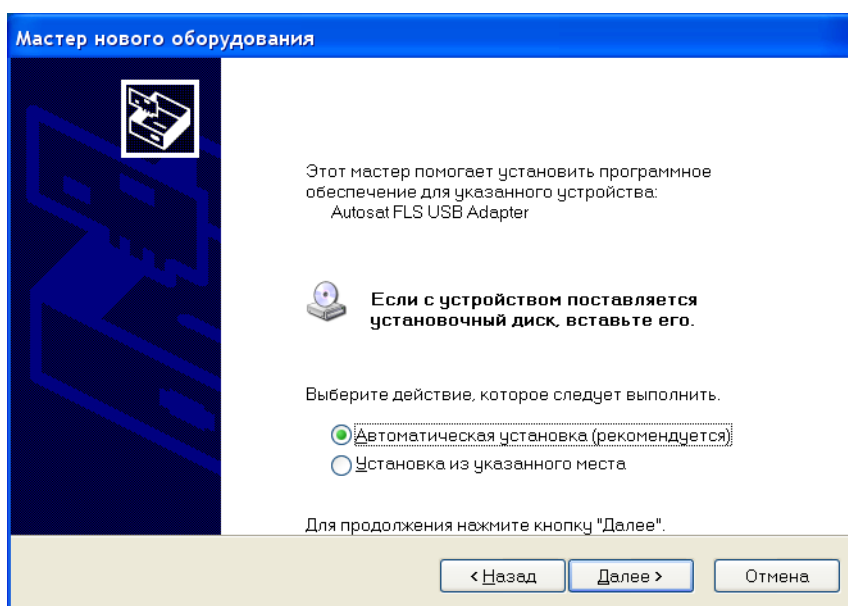 Мастер нового оборудования
Этот мастер помогает установить программное
обеспечение для указанного устройства:
Autosat FLS USB Adapter
Если с устройством поставляется
установочный диск, вставьте его.
Выберите действие, которое следует выполнить.
Автоматическая установка (рекомендуется)
Установка из указанного места
Для продолжения нажмите кнопку "Далее".
< Назад Далее > Отмена